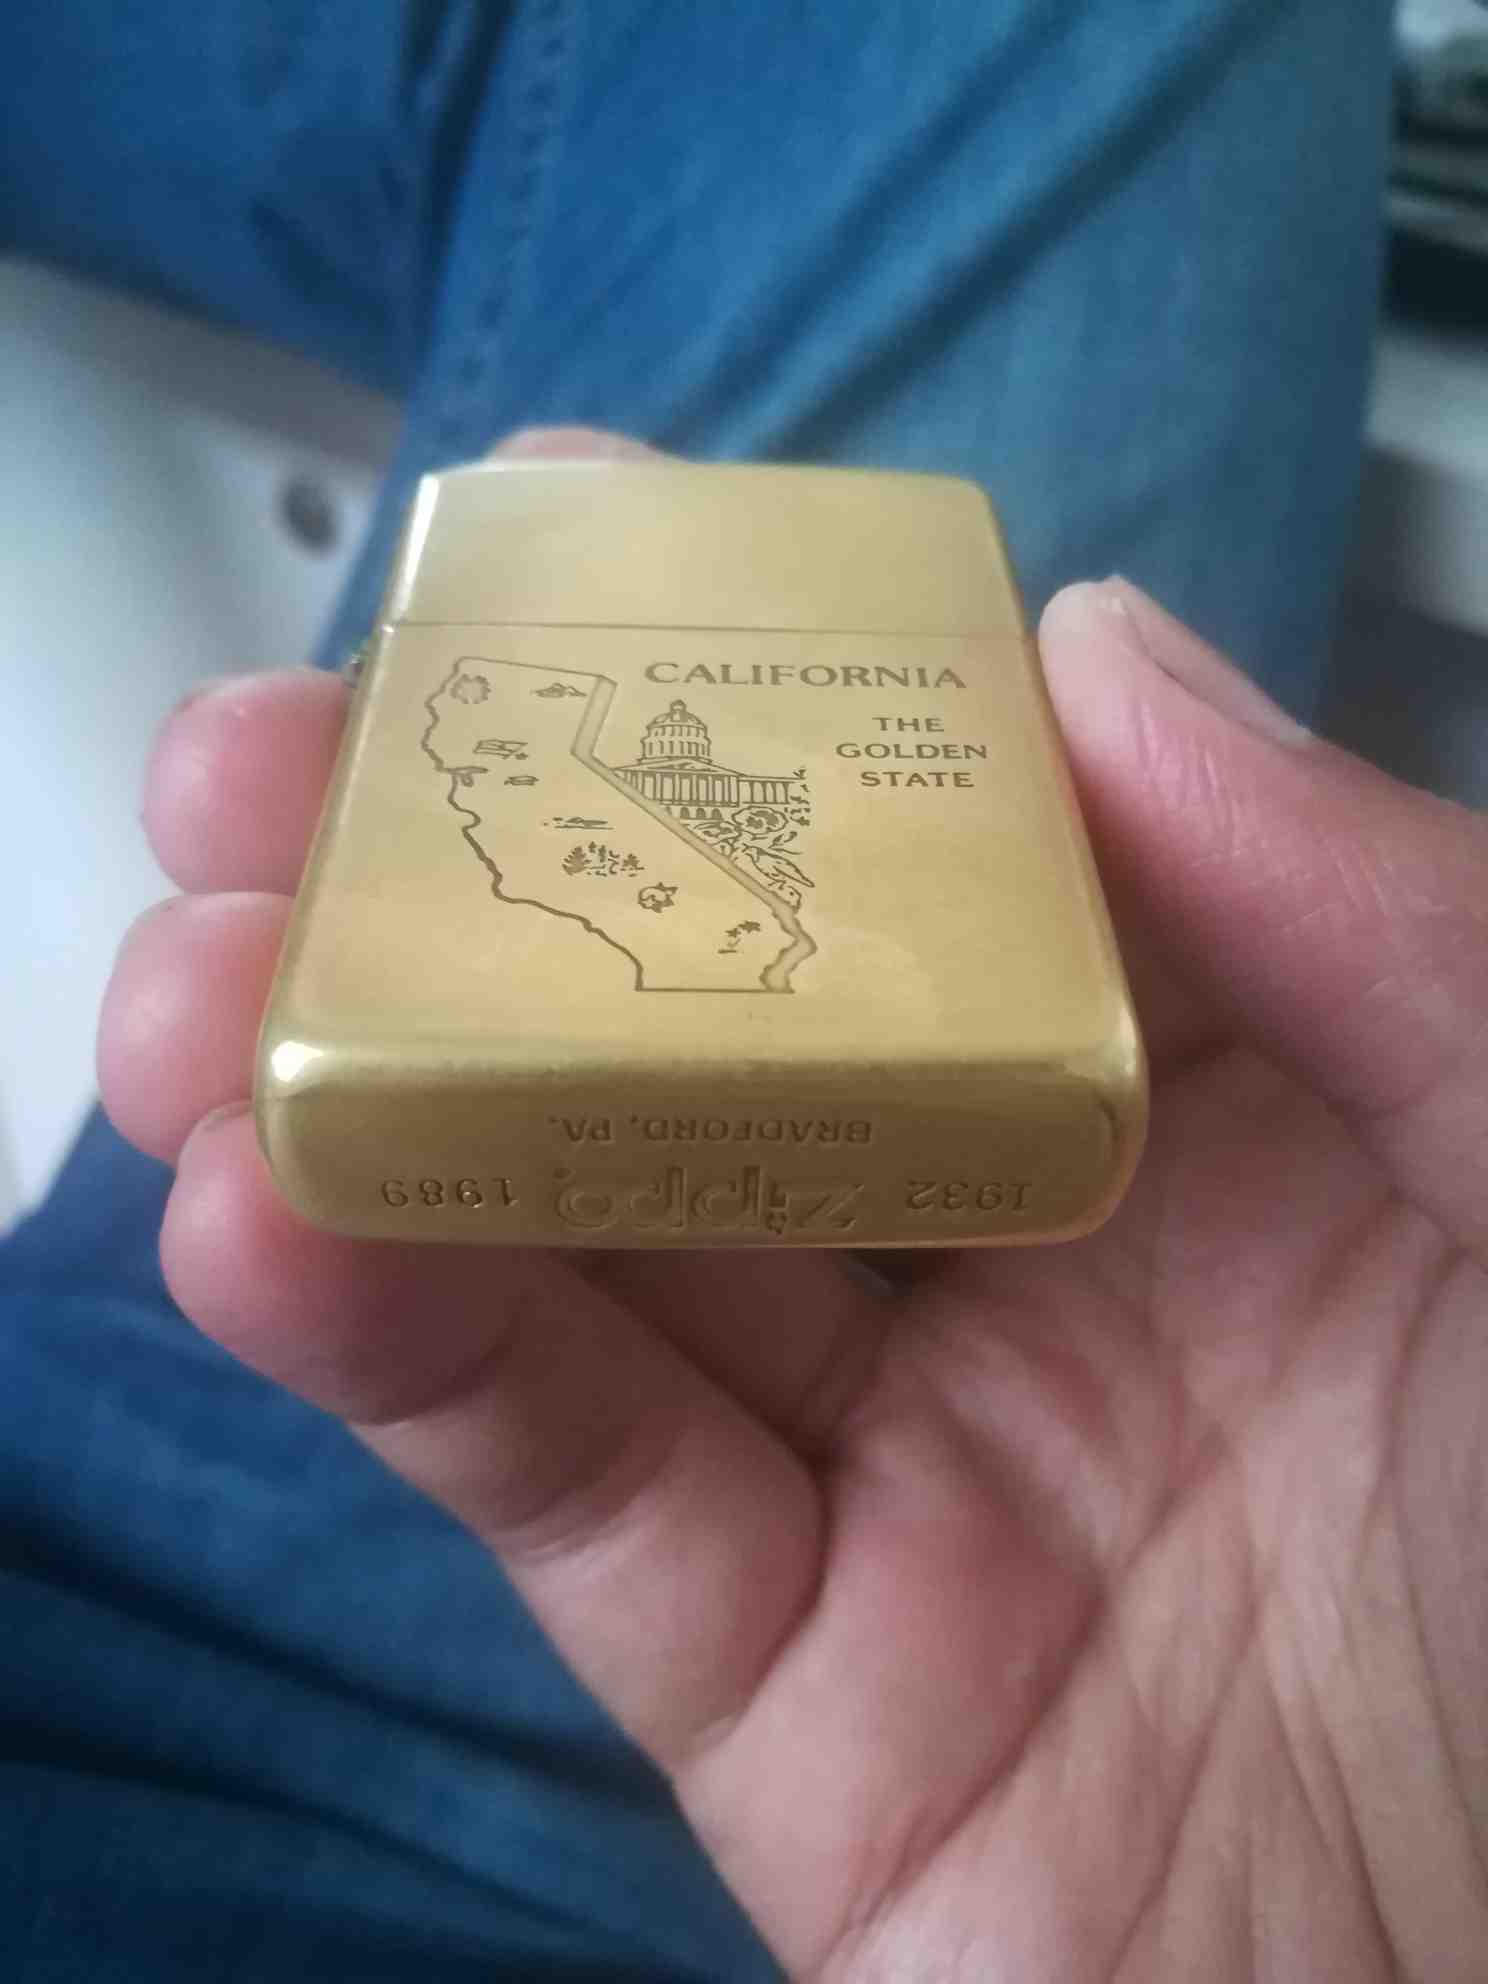 CALIFORNIA
THE
GOLDEN
STATE
1932 Zippo 1989
BRADFORD, PA.